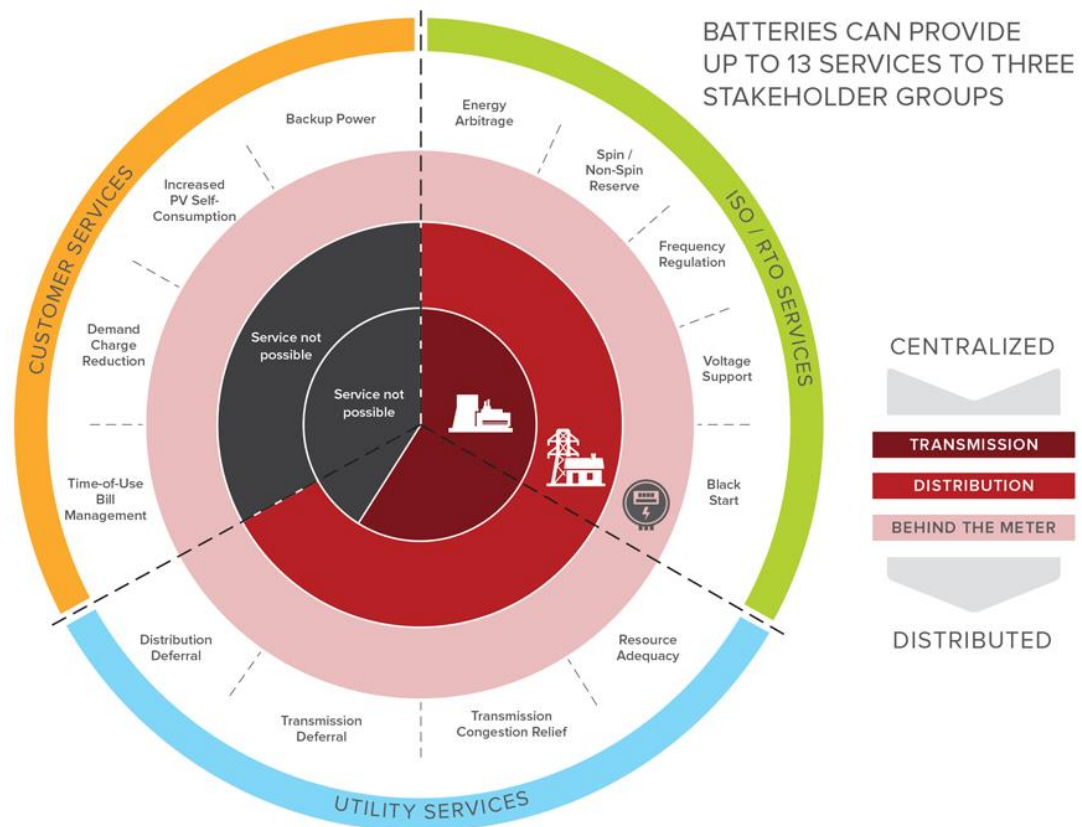 BATTERIES CAN PROVIDE
UP TO 13 SERVICES TO THREE
STAKEHOLDER GROUPS
CUSTOMER SERVICES
ISO / RTO SERVICES
UTILITY SERVICES
Backup Power
Energy
Arbitrage
Spin /
Non-Spin
Reserve
Frequency
Regulation
Voltage
Support
Black
Start
Resource
Adequacy
Transmission
Congestion Relief
Transmission
Deferral
Distribution
Deferral
Time-of-Use
Bill
Management
Demand
Charge
Reduction
Increased
PV Self-
Consumption
Service not
possible
Service not
possible
CENTRALIZED
TRANSMISSION
DISTRIBUTION
BEHIND THE METER
DISTRIBUTED